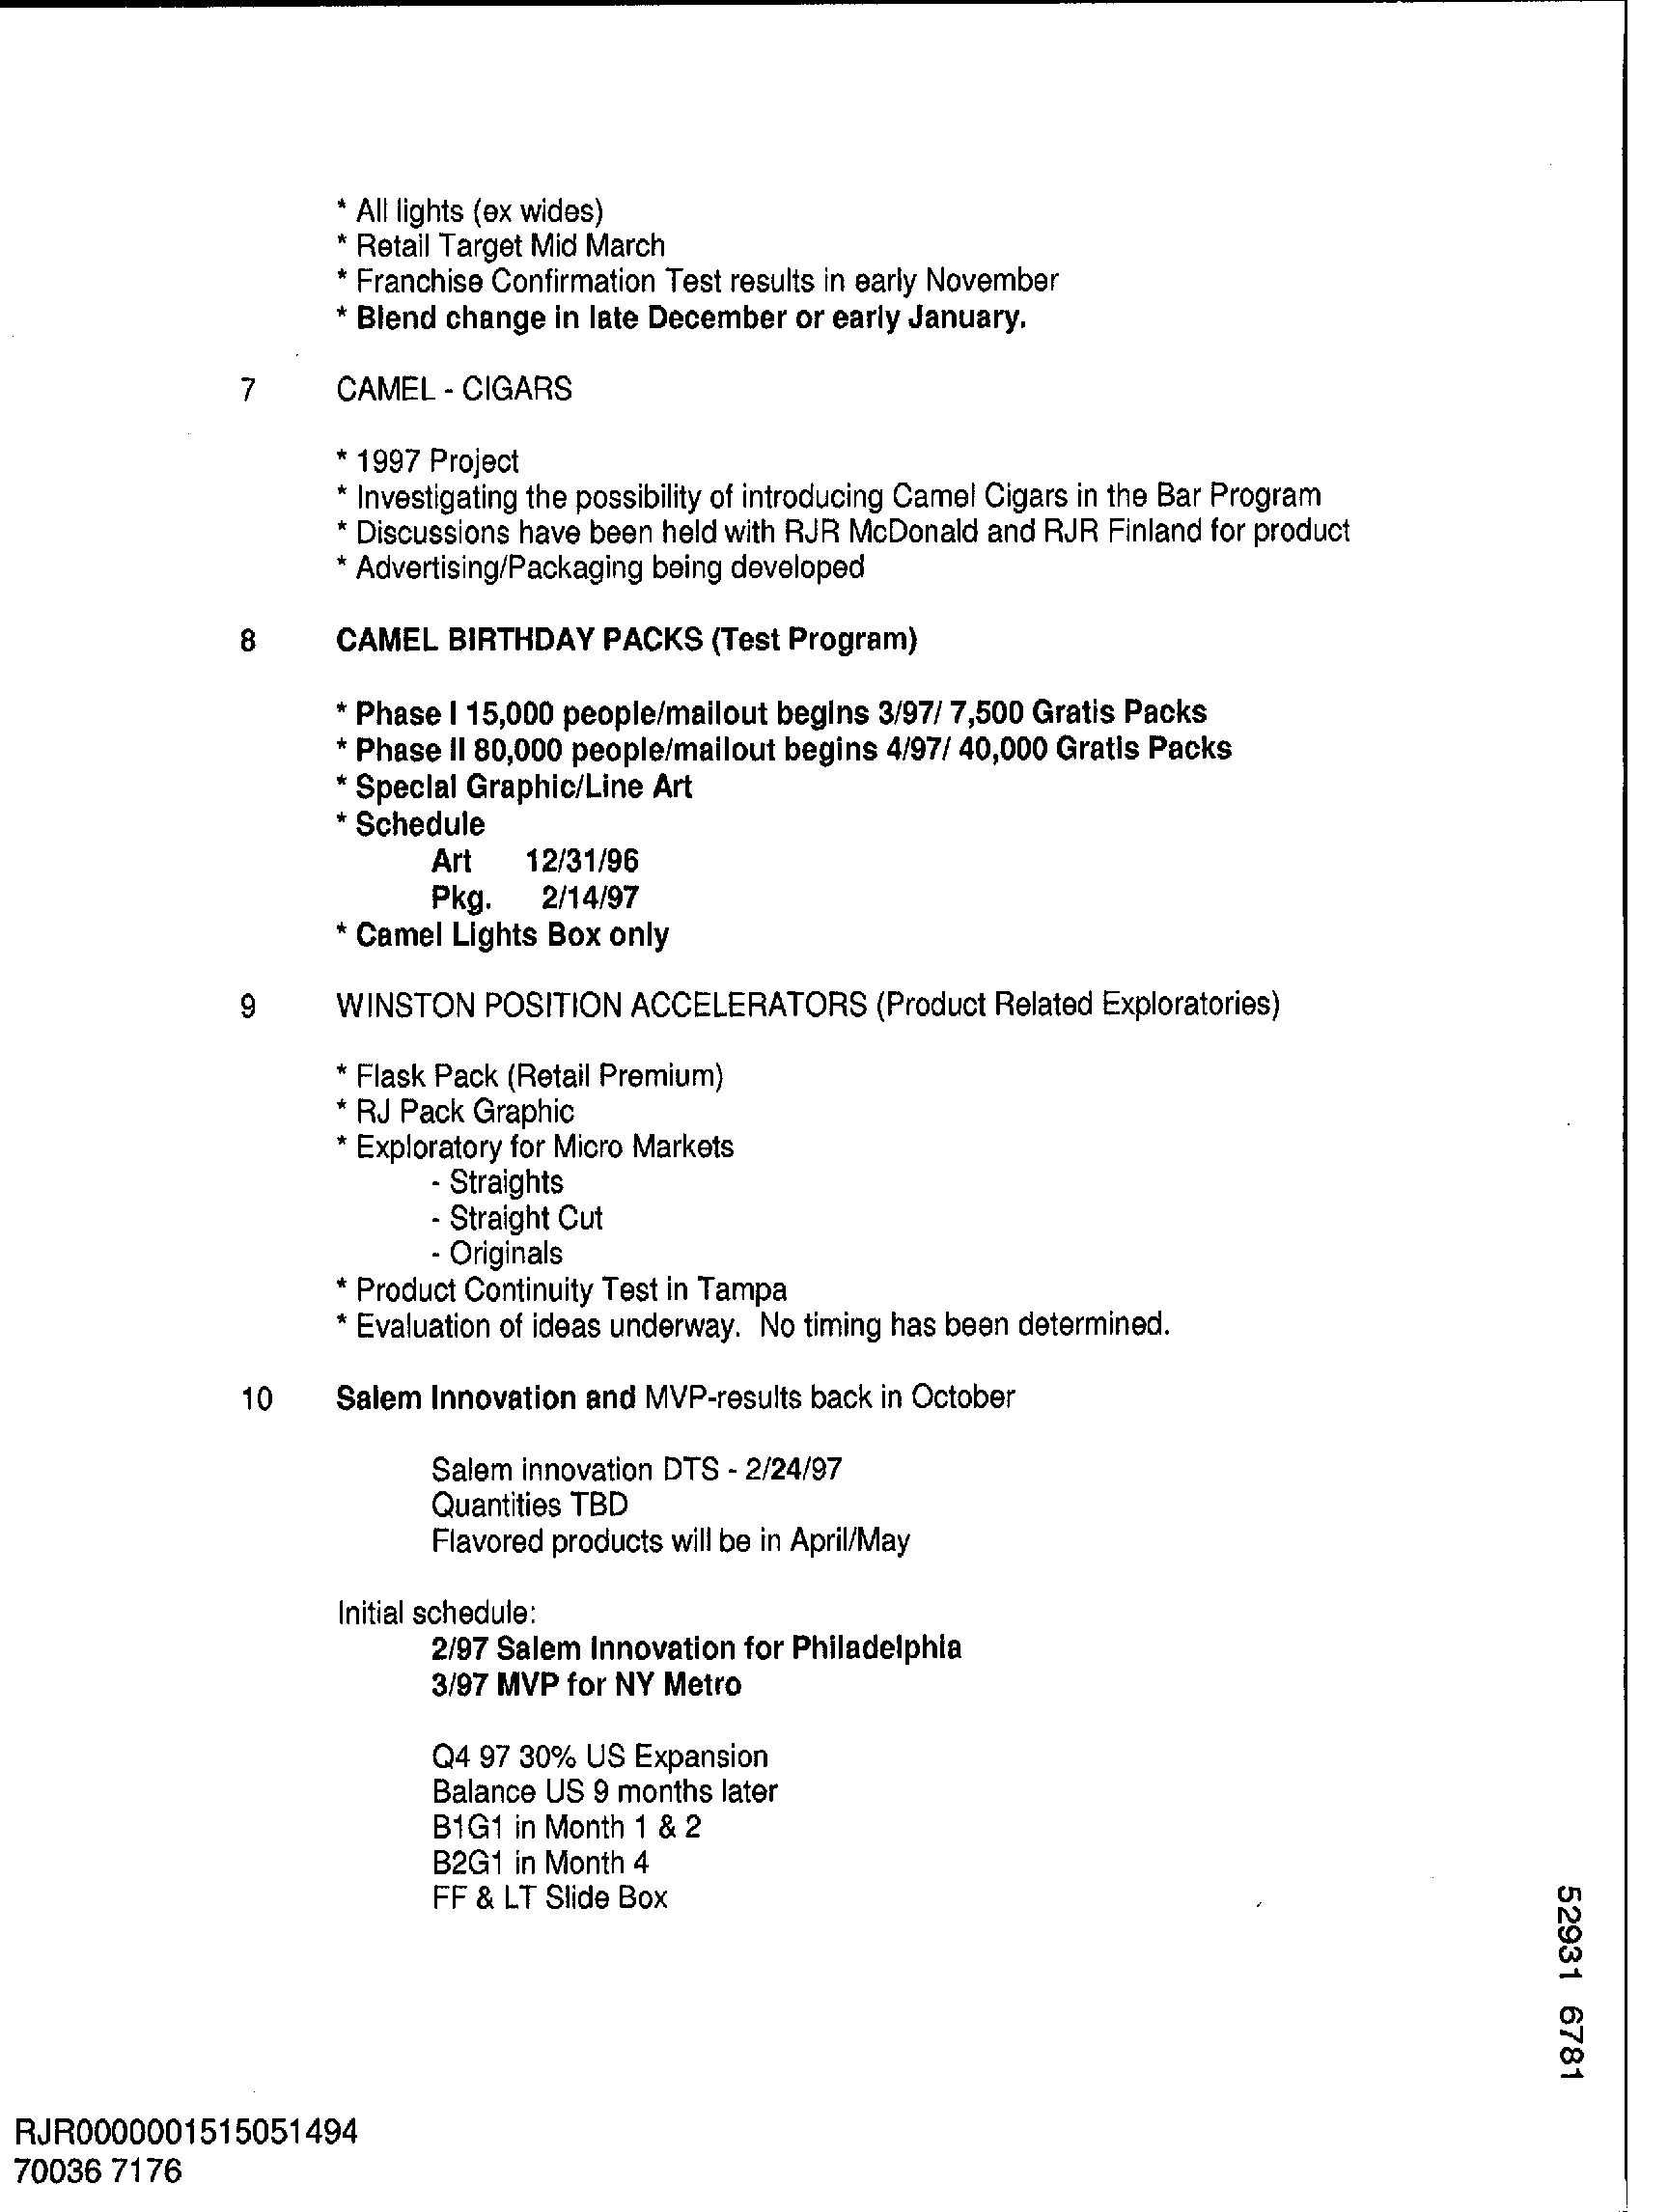 * All lights (ex wides)
* Retail Target Mid March
* Franchise Confirmation Test results in early November
* Blend change in late December or early January.
7 CAMEL - CIGARS
* 1997 Project
* Investigating the possibility of introducing Camel Cigars in the Bar Program
* Discussions have been held with RJR McDonald and RJR Finland for product
* Advertising/Packaging being developed
8 CAMEL BIRTHDAY PACKS (Test Program)
* Phase I 15,000 people/mailout begins 3/97/ 7,500 Gratis Packs
* Phase II 80,000 people/mailout begins 4/97/ 40,000 Gratis Packs
* Special Graphic/Line Art
* Schedule
Art 12/31/96
Pkg. 2/14/97
* Camel Lights Box only
9 WINSTON POSITION ACCELERATORS (Product Related Exploratories)
* Flask Pack (Retail Premium)
* RJ Pack Graphic
* Exploratory for Micro Markets
- Straights
- Straight Cut
- Originals
* Product Continuity Test in Tampa
* Evaluation of ideas underway. No timing has been determined.
10 Salem Innovation and MVP-results back in October
Salem innovation DTS - 2/24/97
Quantities TBD
Flavored products will be in April/May
Initial schedule:
2/97 Salem Innovation for Philadelphia
3/97 MVP for NY Metro
Q4 97 30% US Expansion
Balance US 9 months later
B1G1 in Month 1 & 2
B2G1 in Month 4
FF & LT Slide Box
52931 6781
RJR0000001515051494
70036 7176